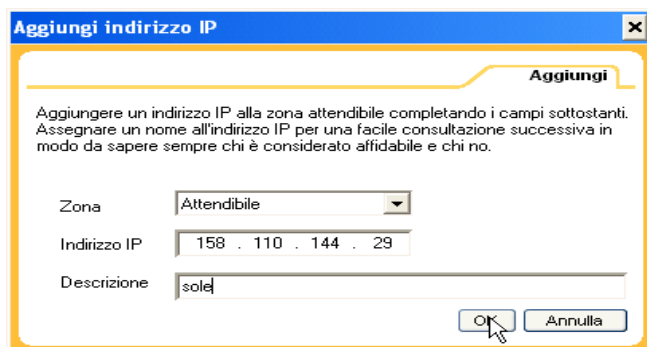 Aggiungi indirizzo IP
Aggiungi
Aggiungere un indirizzo IP alla zona attendibile completando i campi sottostanti.
Assegnare un nome all'indirizzo IP per una facile consultazione successiva in
modo da sapere sempre chi è considerato affidabile e chi no.
Zona Attendibile
Indirizzo IP 158 . 110 . 144 . 29
Descrizione sole
OK Annulla